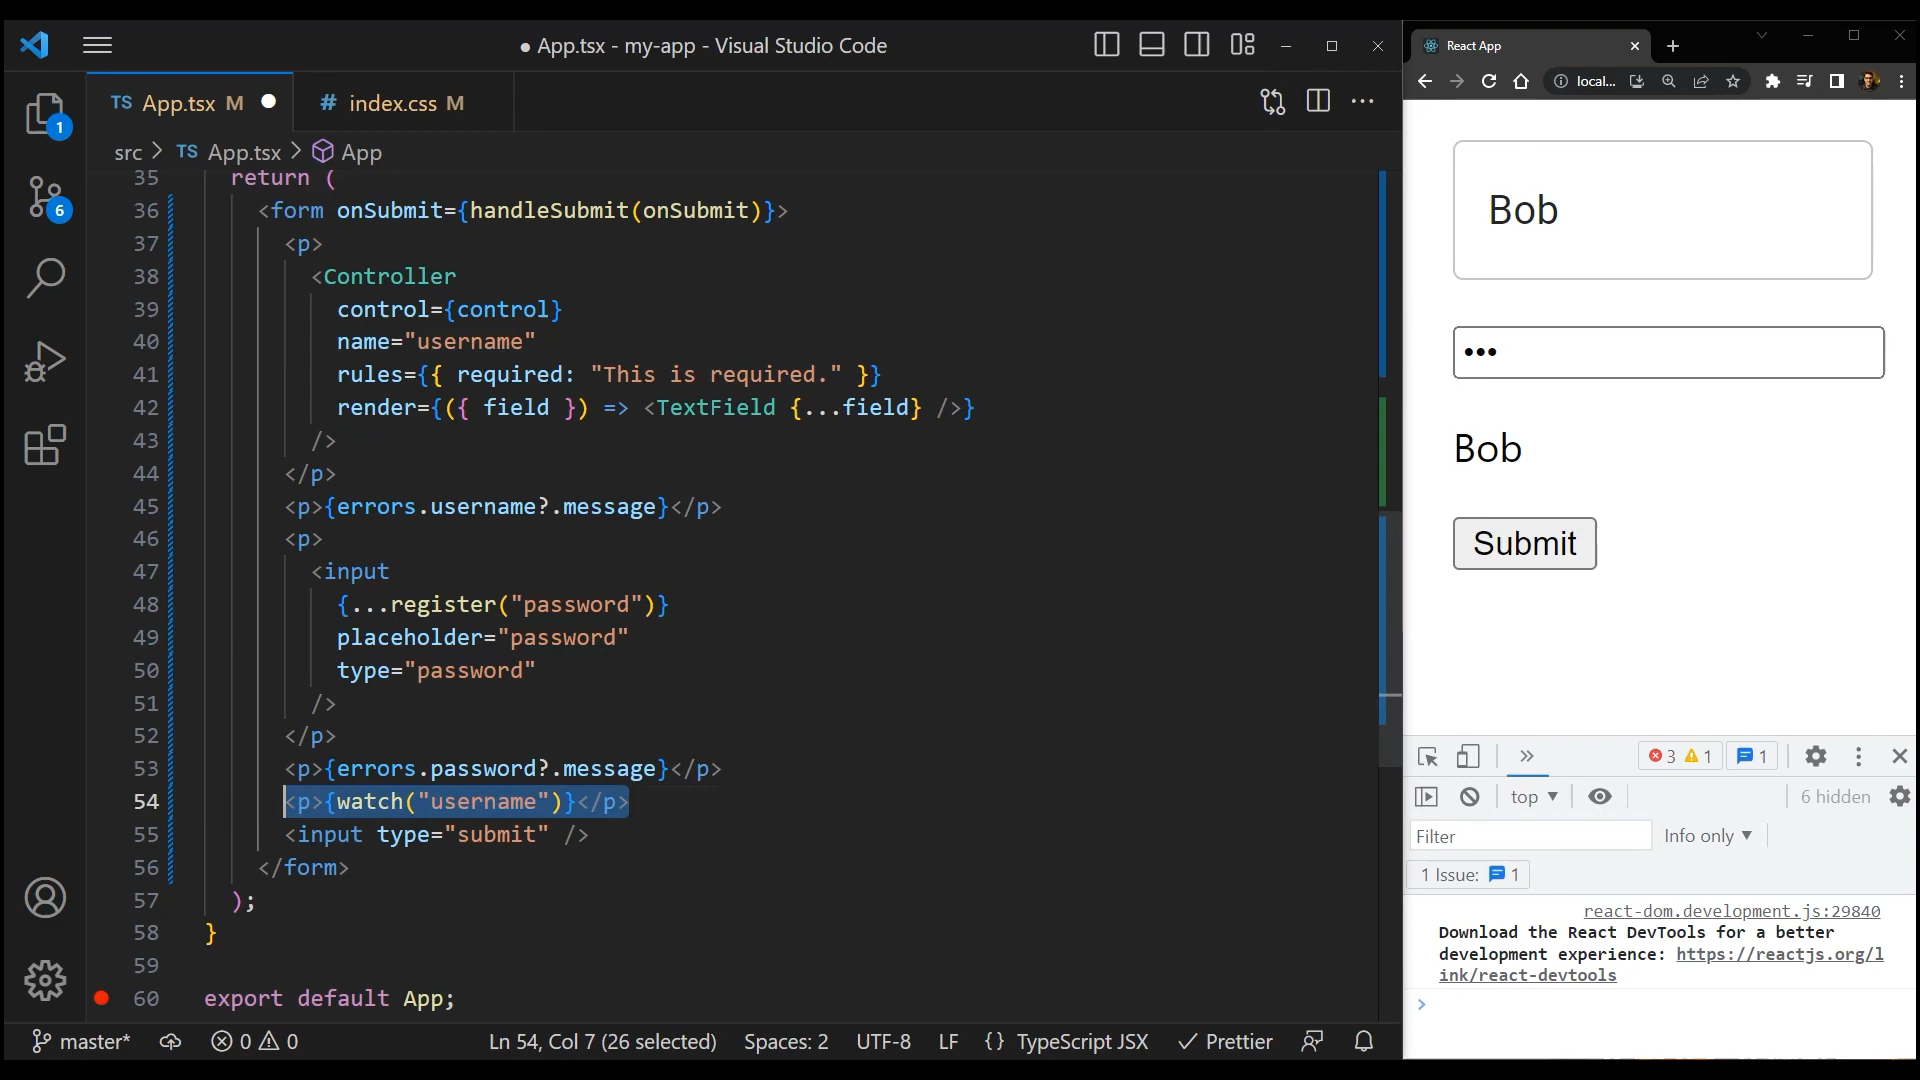 ● App.tsx - my-app - Visual Studio Code
TS App.tsx M
# index.css M
src > TS App.tsx > App
35 return (
36 <form onSubmit={handleSubmit(onSubmit)}>
37 <p>
38 <Controller
39 control={control}
40 name="username"
41 rules={{ required: "This is required." }}
42 render={({ field }) => <TextField {...field} />}
43 />
44 </p>
45 <p>{errors.username?.message}</p>
46 <p>
47 <input
48 {...register("password")}
49 placeholder="password"
50 type="password"
51 />
52 </p>
53 <p>{errors.password?.message}</p>
54 <p>{watch("username")}</p>
55 <input type="submit" />
56 </form>
57 );
58 }
59
60 export default App;
1
6
master*
0 0
Ln 54, Col 7 (26 selected)
Spaces: 2
UTF-8
LF
{} TypeScript JSX
Prettier
React App
local...
Bob
•••
Bob
Submit
3 1 1
top
6 hidden
Filter
Info only
1 Issue: 1
react-dom.development.js:29840
Download the React DevTools for a better
development experience: https://reactjs.org/l
ink/react-devtools